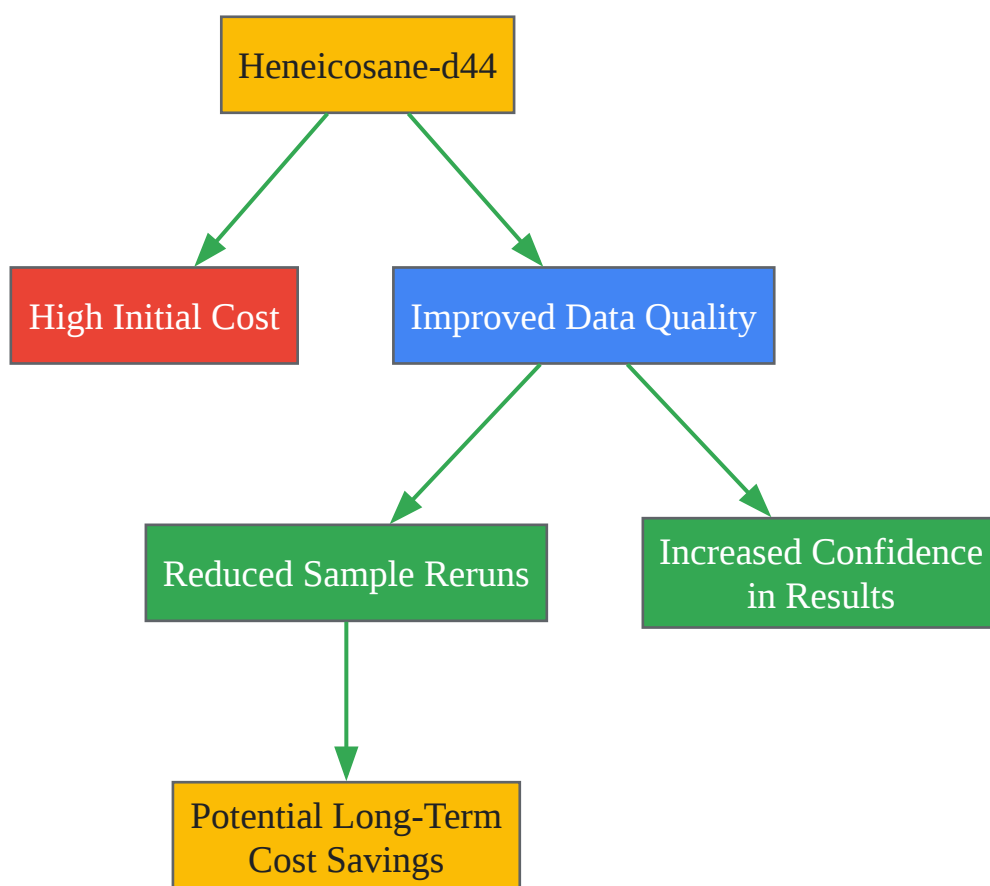 Heneicosane-d44
High Initial Cost
Improved Data Quality
Reduced Sample Reruns
Increased Confidence
in Results
Potential Long-Term
Cost Savings